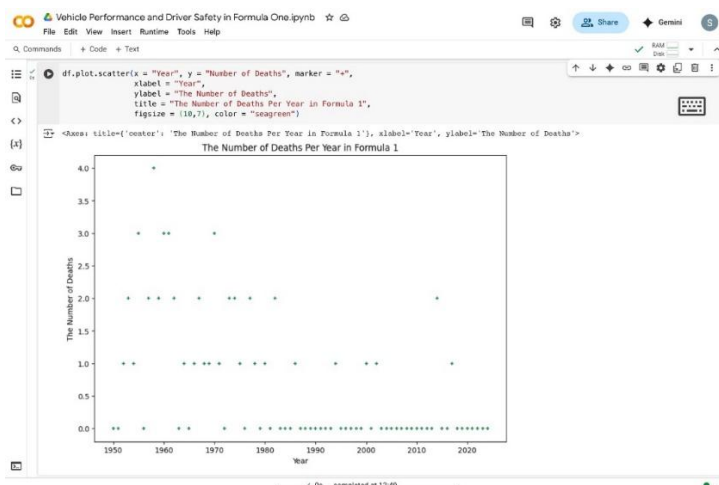 Vehicle Performance and Driver Safety in Formula One.ipynb
File Edit View Insert Runtime Tools Help
Share
Gemini
S
Commands + Code + Text
RAM
Disk
df.plot.scatter(x = "Year", y = "Number of Deaths", marker = "+",
xlabel = "Year",
ylabel = "The Number of Deaths",
title = "The Number of Deaths Per Year in Formula 1",
figsize = (10,7), color = "seagreen")
<Axes: title={'center': 'The Number of Deaths Per Year in Formula 1'}, xlabel='Year', ylabel='The Number of Deaths'>
The Number of Deaths Per Year in Formula 1
4.0
3.5
3.0
2.5
2.0
1.5
1.0
0.5
0.0
The Number of Deaths
1950 1960 1970 1980 1990 2000 2010 2020
Year
0s completed at 12:49